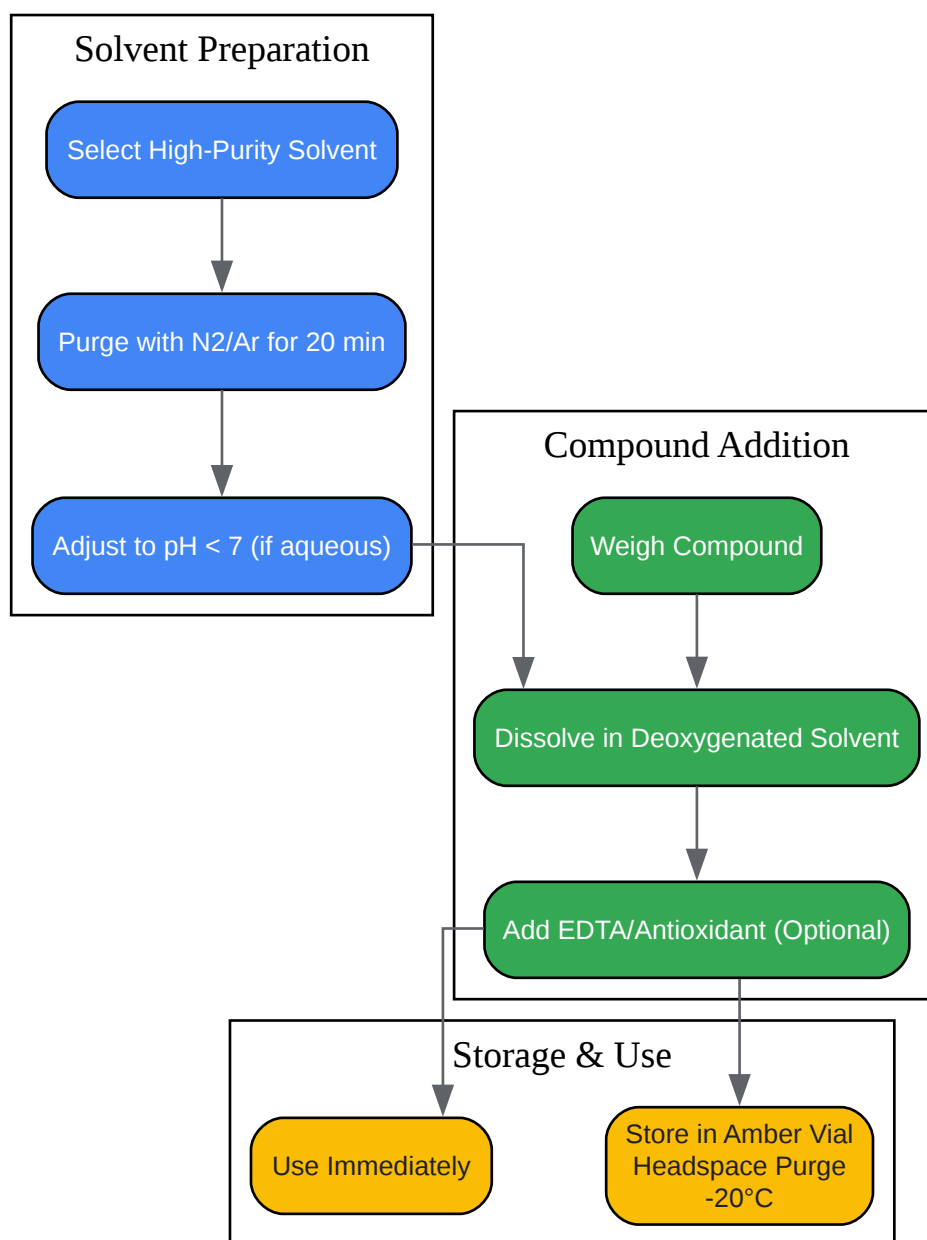 Solvent Preparation
Select High-Purity Solvent
Purge with N2/Ar for 20 min
Adjust to pH < 7 (if aqueous)
Compound Addition
Weigh Compound
Dissolve in Deoxygenated Solvent
Add EDTA/Antioxidant (Optional)
Storage & Use
Use Immediately
Store in Amber Vial
Headspace Purge
-20°C